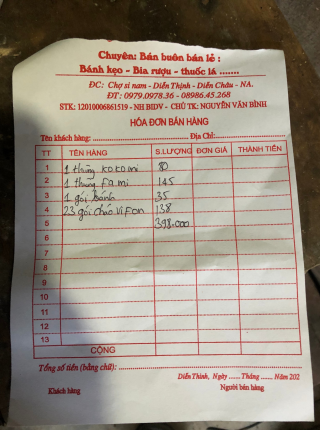 Chuyên: Bán buôn bán lẻ :
Bánh kẹo - Bia rượu - thuốc lá .......
ĐC: Chợ si nam - Diễn Thịnh - Diễn Châu - NA.
ĐT: 0979.0978.36 - 08986.45.268
STK: 12010006861519 - NH BIDV - CHỦ TK: NGUYỄN VĂN BÌNH
HÓA ĐƠN BÁN HÀNG
Tên khách hàng: Địa Chỉ:
TT TÊN HÀNG S.LƯỢNG ĐƠN GIÁ THÀNH TIỀN
1 1 thùng kokomi 80
2 1 thung Fami 145
3 1 gói bánh 35
4 23 gói cháo Vifon 138
5 398.000
6
7
8
9
10
11
12
13
CỘNG
Tổng số tiền (bằng chữ):
Diễn Thịnh, Ngày ...... Tháng ...... Năm 202
Khách hàng Người bán hàng